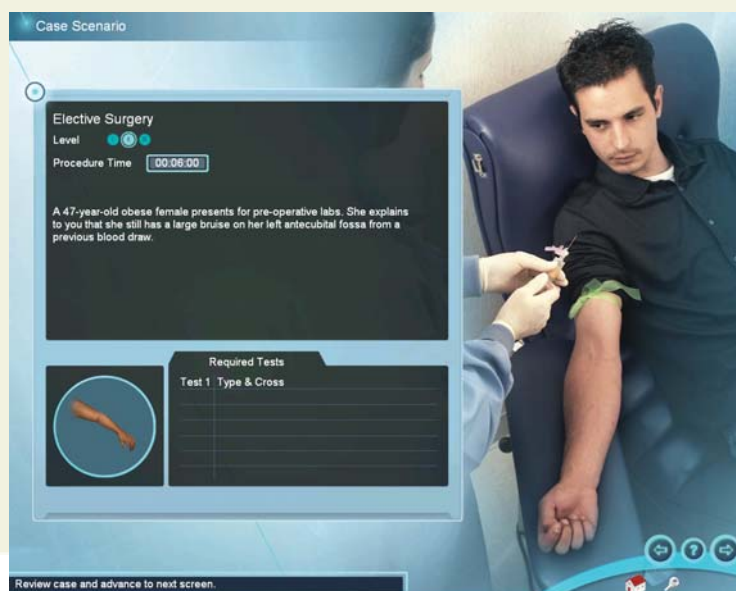 Case Scenario
Elective Surgery
Level
Procedure Time 00:06:00
A 47-year-old obese female presents for pre-operative labs. She explains
to you that she still has a large bruise on her left antecubital fossa from a
previous blood draw.
Required Tests
Test 1 Type & Cross
?
Review case and advance to next screen.